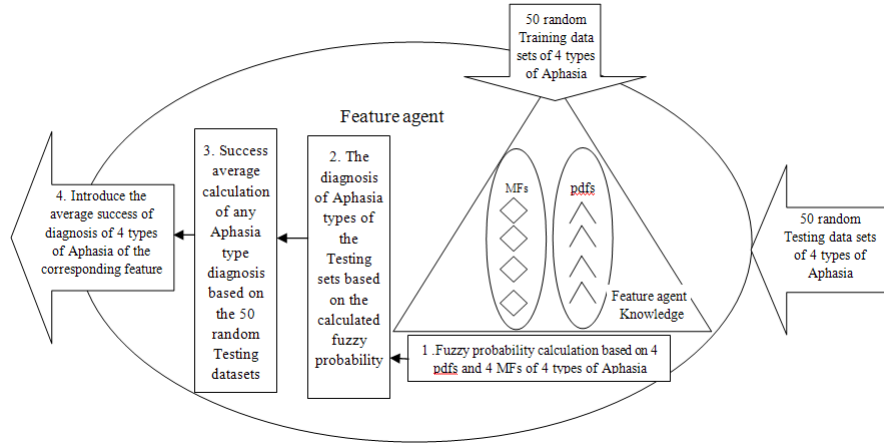 50 random
Training data
sets of 4 types
of Aphasia
Feature agent
3. Success
average
calculation
of any
Aphasia
type
diagnosis
based on
the 50
random
Testing
datasets
2. The
diagnosis
of Aphasia
types of
the
Testing
sets based
on the
calculated
fuzzy
probability
MFs
pdfs
4. Introduce the
average success of
diagnosis of 4 types
of Aphasia of the
corresponding feature
50 random
Testing data sets
of 4 types of
Aphasia
Feature agent
Knowledge
1 .Fuzzy probability calculation based on 4
pdfs and 4 MFs of 4 types of Aphasia